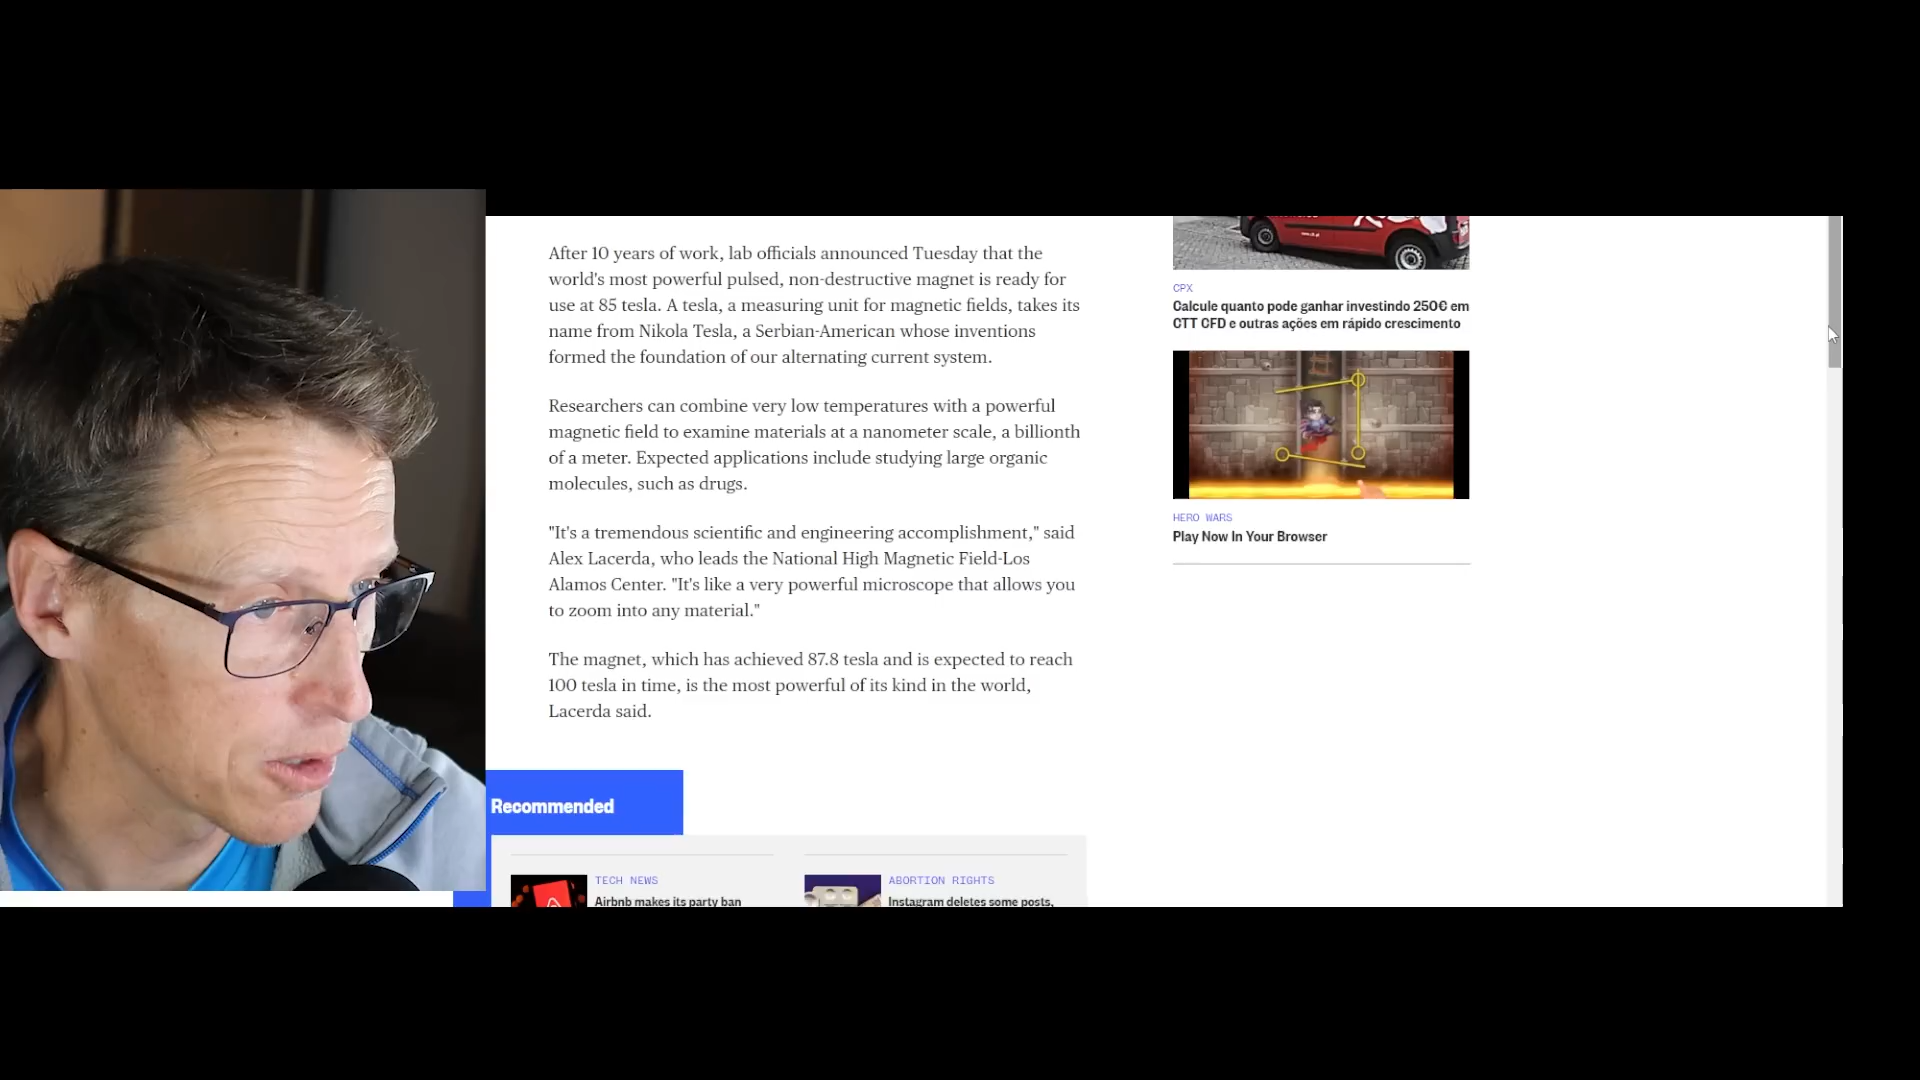 After 10 years of work, lab officials announced Tuesday that the
world's most powerful pulsed, non-destructive magnet is ready for
use at 85 tesla. A tesla, a measuring unit for magnetic fields, takes its
name from Nikola Tesla, a Serbian-American whose inventions
formed the foundation of our alternating current system.
Researchers can combine very low temperatures with a powerful
magnetic field to examine materials at a nanometer scale, a billionth
of a meter. Expected applications include studying large organic
molecules, such as drugs.
"It's a tremendous scientific and engineering accomplishment," said
Alex Lacerda, who leads the National High Magnetic Field-Los
Alamos Center. "It's like a very powerful microscope that allows you
to zoom into any material."
The magnet, which has achieved 87.8 tesla and is expected to reach
100 tesla in time, is the most powerful of its kind in the world,
Lacerda said.
Recommended
TECH NEWS
Airbnb makes its party ban
ABORTION RIGHTS
Instagram deletes some posts,
CPX
Calcule quanto pode ganhar investindo 250€ em
CTT CFD e outras ações em rápido crescimento
HERO WARS
Play Now In Your Browser